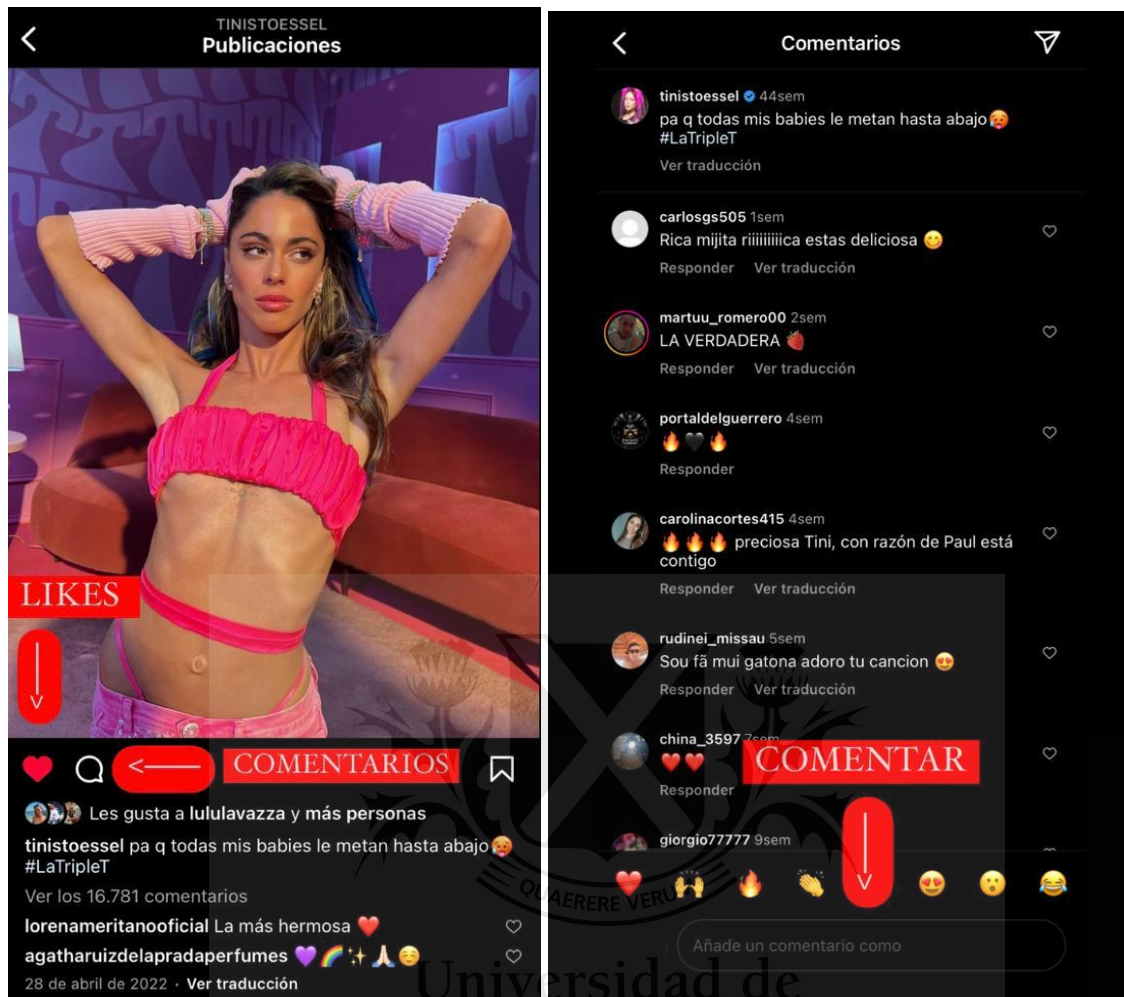 TINISTOESSEL
Publicaciones
LIKES
COMENTARIOS
Les gusta a lululavazza y más personas
tinistoessel pa q todas mis babies le metan hasta abajo🥵
#LaTripleT
Ver los 16.781 comentarios
lorenameritanooficial La más hermosa ❤️
agatharuizdelapradaperfumes 💜🌈✨🙏🏻☺️
28 de abril de 2022 · Ver traducción
Comentarios
tinistoessel 44sem
pa q todas mis babies le metan hasta abajo🥵
#LaTripleT
Ver traducción
carlosgs505 1sem
Rica mijita riiiiiiiiica estas deliciosa 😋
Responder Ver traducción
martuu_romero00 2sem
LA VERDADERA 🍓
Responder Ver traducción
portaldelguerrero 4sem
🔥🖤🔥
Responder
carolinacortes415 4sem
🔥🔥🔥 preciosa Tini, con razón de Paul está
contigo
Responder Ver traducción
rudinei_missau 5sem
Sou fã mui gatona adoro tu cancion 😍
Responder Ver traducción
china_3597 7sem
❤️❤️
COMENTAR
Responder
giorgio77777 9sem
❤️🙌🔥👏😍😮😂
Añade un comentario como
QUAERERE VERUM
Universidad de